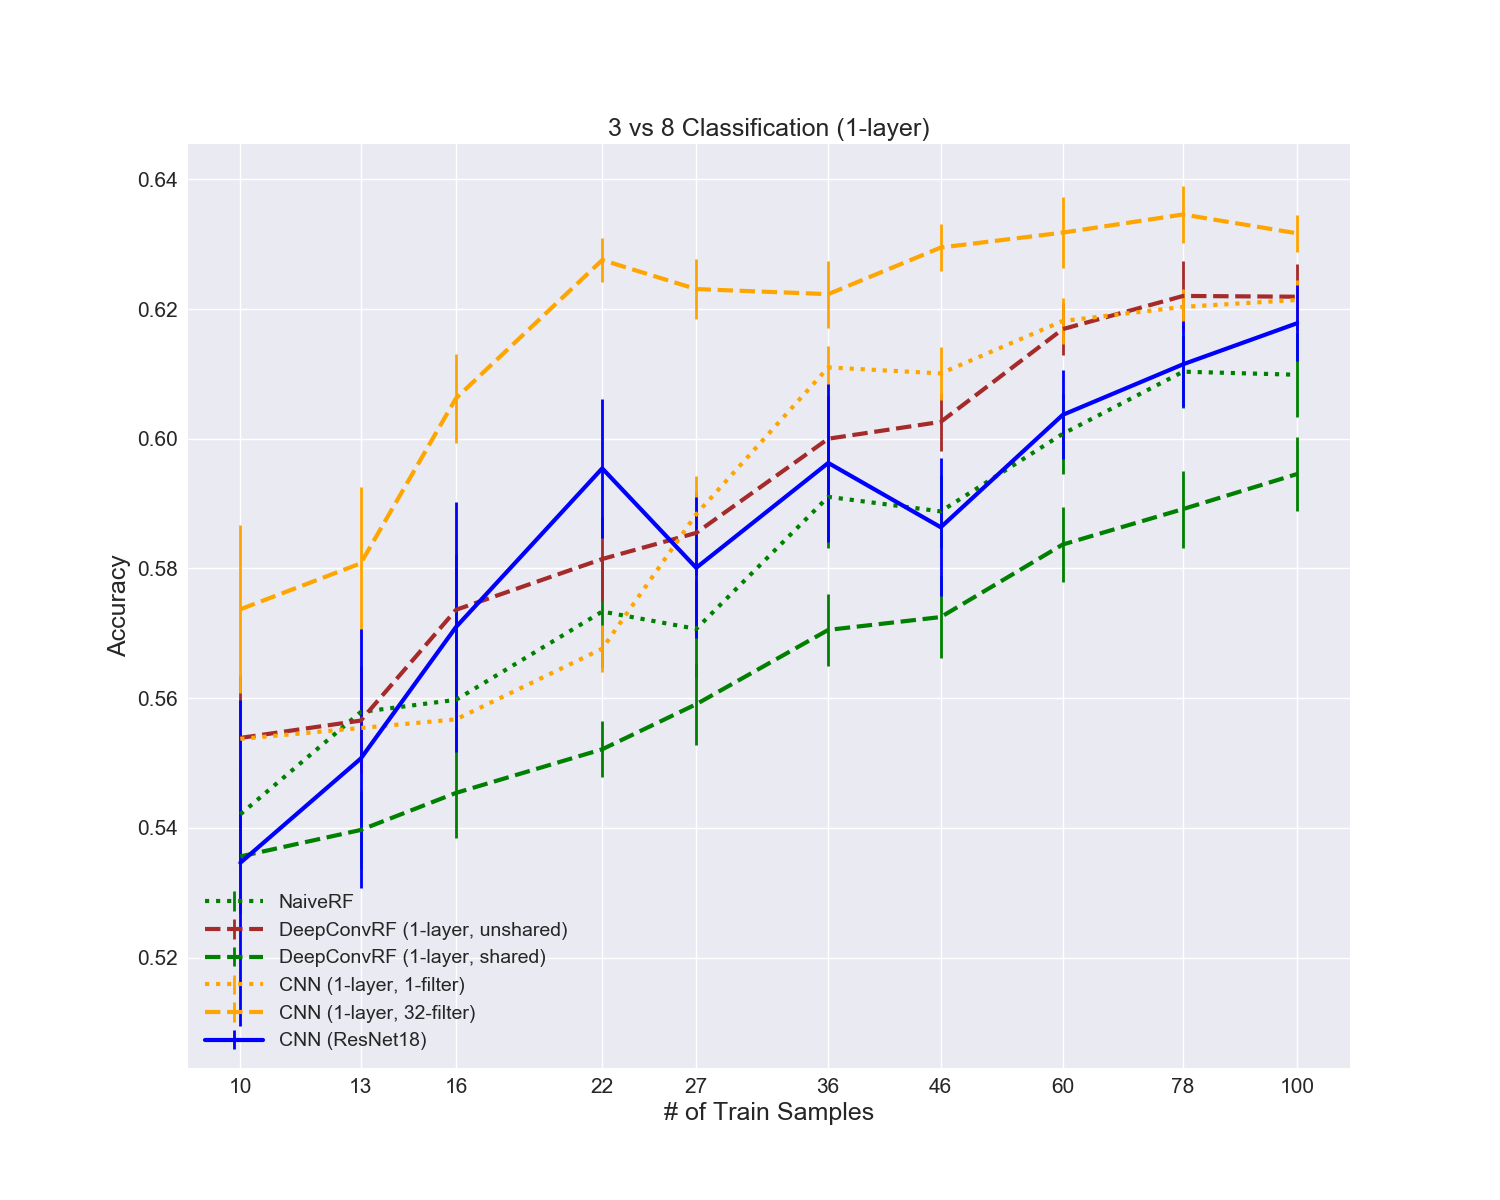 3 vs 8 Classification (1-layer)
Accuracy
0.64
0.62
0.60
0.58
0.56
0.54
0.52
NaiveRF
DeepConvRF (1-layer, unshared)
DeepConvRF (1-layer, shared)
CNN (1-layer, 1-filter)
CNN (1-layer, 32-filter)
CNN (ResNet18)
10 13 16 22 27 36 46 60 78 100
# of Train Samples